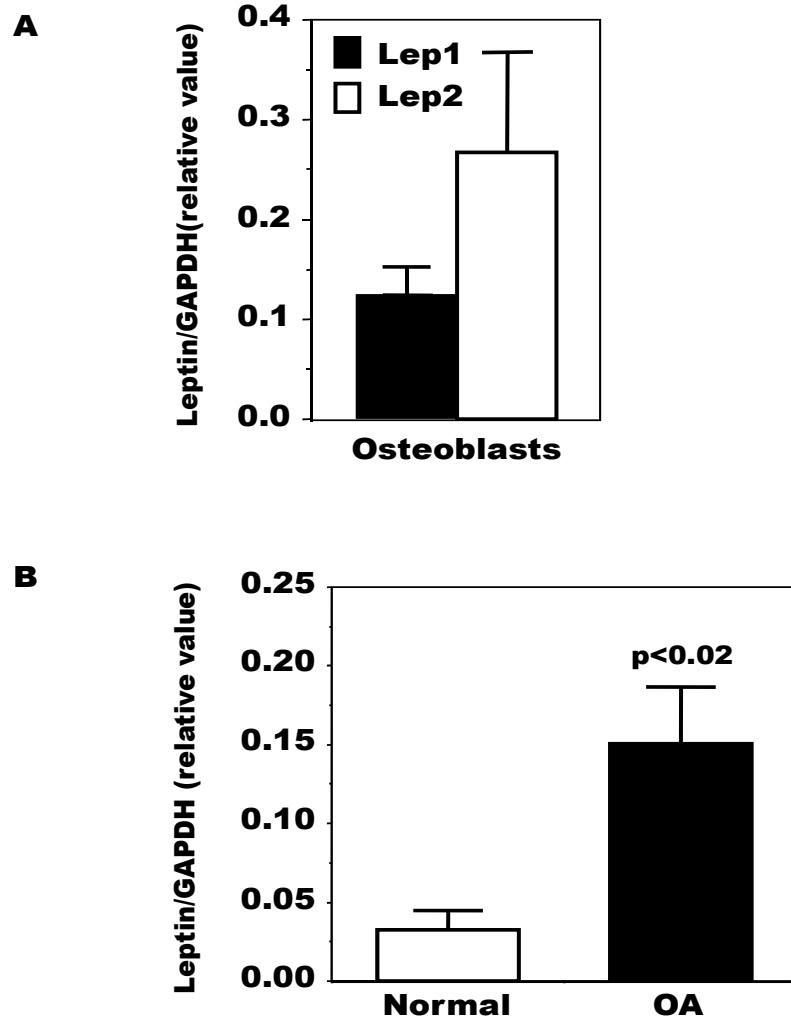 A
Leptin/GAPDH(relative value)
0.4
0.3
0.2
0.1
0.0
Lep1
Lep2
Osteoblasts
B
Leptin/GAPDH (relative value)
0.25
0.20
0.15
0.10
0.05
0.00
p<0.02
Normal
OA